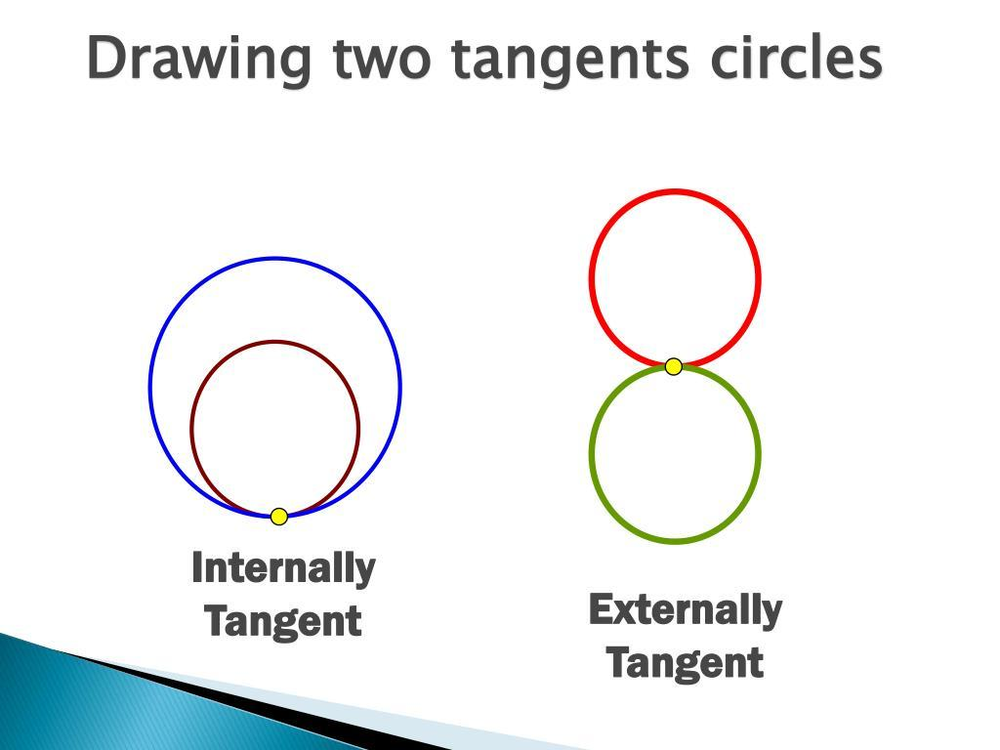 Drawing two tangents circles
Internally
Tangent
Externally
Tangent